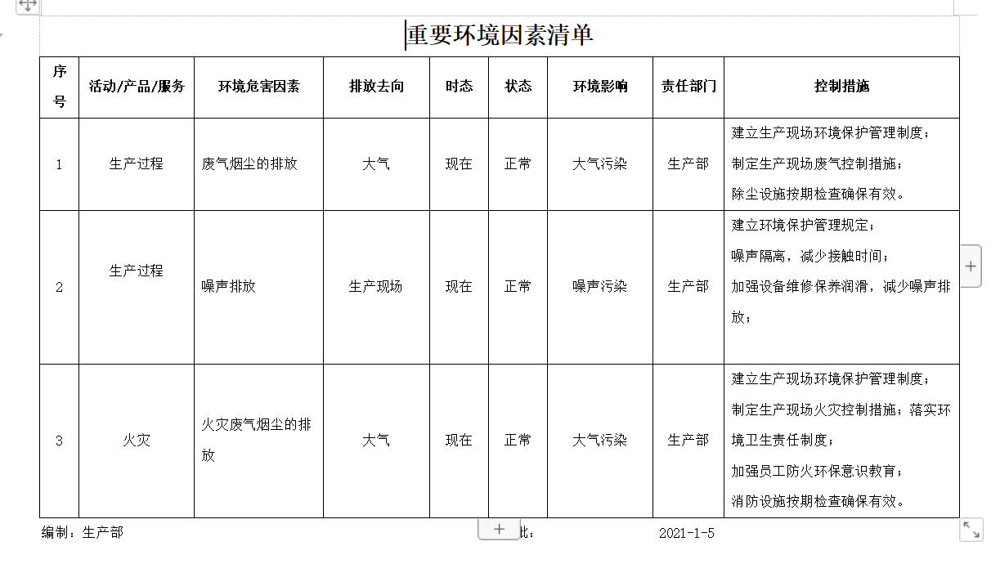 重要环境因素清单
序号 活动/产品/服务 环境危害因素 排放去向 时态 状态 环境影响 责任部门 控制措施
1 生产过程 废气烟尘的排放 大气 现在 正常 大气污染 生产部 建立生产现场环境保护管理制度；
制定生产现场废气控制措施；
除尘设施按期检查确保有效。
2 生产过程 噪声排放 生产现场 现在 正常 噪声污染 生产部 建立环境保护管理规定；
噪声隔离，减少接触时间；
加强设备维修保养润滑，减少噪声排
放；
3 火灾 火灾废气烟尘的排放 大气 现在 正常 大气污染 生产部 建立生产现场环境保护管理制度；
制定生产现场火灾控制措施；落实环
境卫生责任制度；
加强员工防火环保意识教育；
消防设施按期检查确保有效。
编制：生产部 批： 2021-1-5